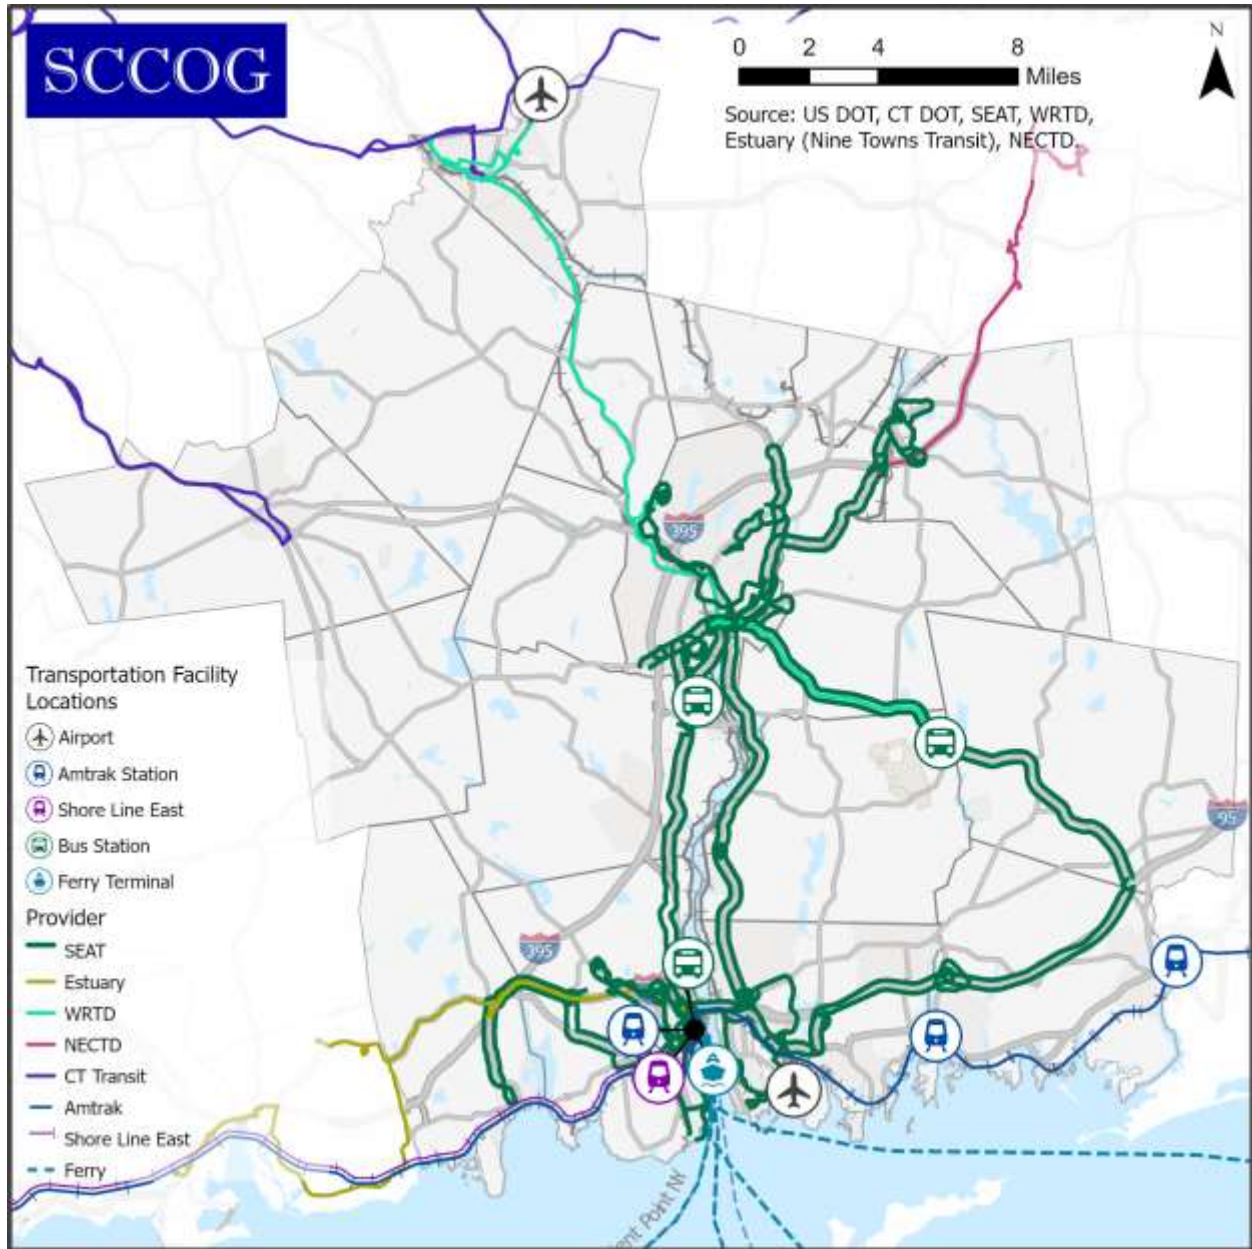 SCCOG
0 2 4 8
Miles
N
Source: US DOT, CT DOT, SEAT, WRTD,
Estuary (Nine Towns Transit), NECTD.
395
95
395
Transportation Facility
Locations
Airport
Amtrak Station
Shore Line East
Bus Station
Ferry Terminal
Provider
SEAT
Estuary
WRTD
NECTD
CT Transit
Amtrak
Shore Line East
Ferry
Point